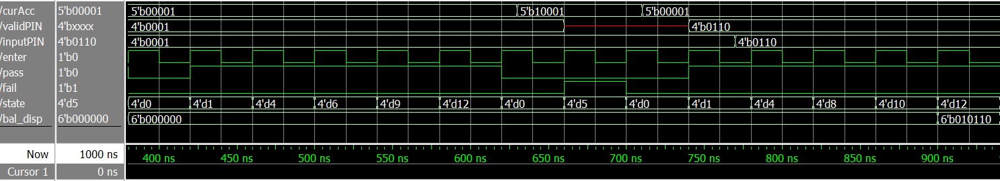 /curAcc 5'b00001 5'b00001 5'b10001 5'b00001
/validPIN 4'bxxxx 4'b0001 4'b0110
/inputPIN 4'b0110 4'b0001 4'b0110
/enter 1'b0
/pass 1'b0
/fail 1'b1
/state 4'd5 4'd0 4'd1 4'd4 4'd6 4'd9 4'd12 4'd0 4'd5 4'd0 4'd1 4'd4 4'd8 4'd10 4'd12
/bal_disp 6'b000000 6'b000000 6'b010110
Now 1000 ns 400 ns 450 ns 500 ns 550 ns 600 ns 650 ns 700 ns 750 ns 800 ns 850 ns 900 ns
Cursor 1 0 ns